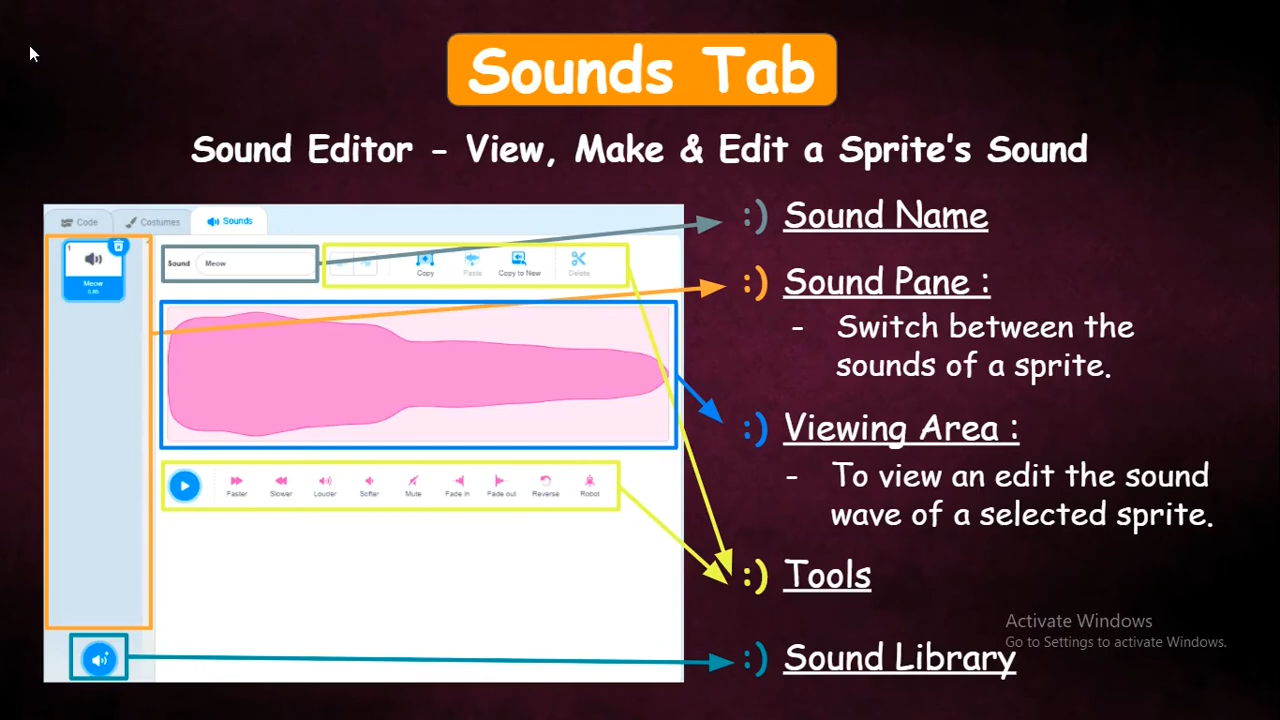 Sounds Tab
Sound Editor - View, Make & Edit a Sprite's Sound
Code Costumes Sounds
1
Meow
0.85
Sound Meow
Copy Paste Copy to New Delete
Faster Slower Louder Softer Mute Fade in Fade out Reverse Robot
:) Sound Name
:) Sound Pane :
- Switch between the
sounds of a sprite.
:) Viewing Area :
- To view an edit the sound
wave of a selected sprite.
:) Tools
:) Sound Library
Activate Windows
Go to Settings to activate Windows.